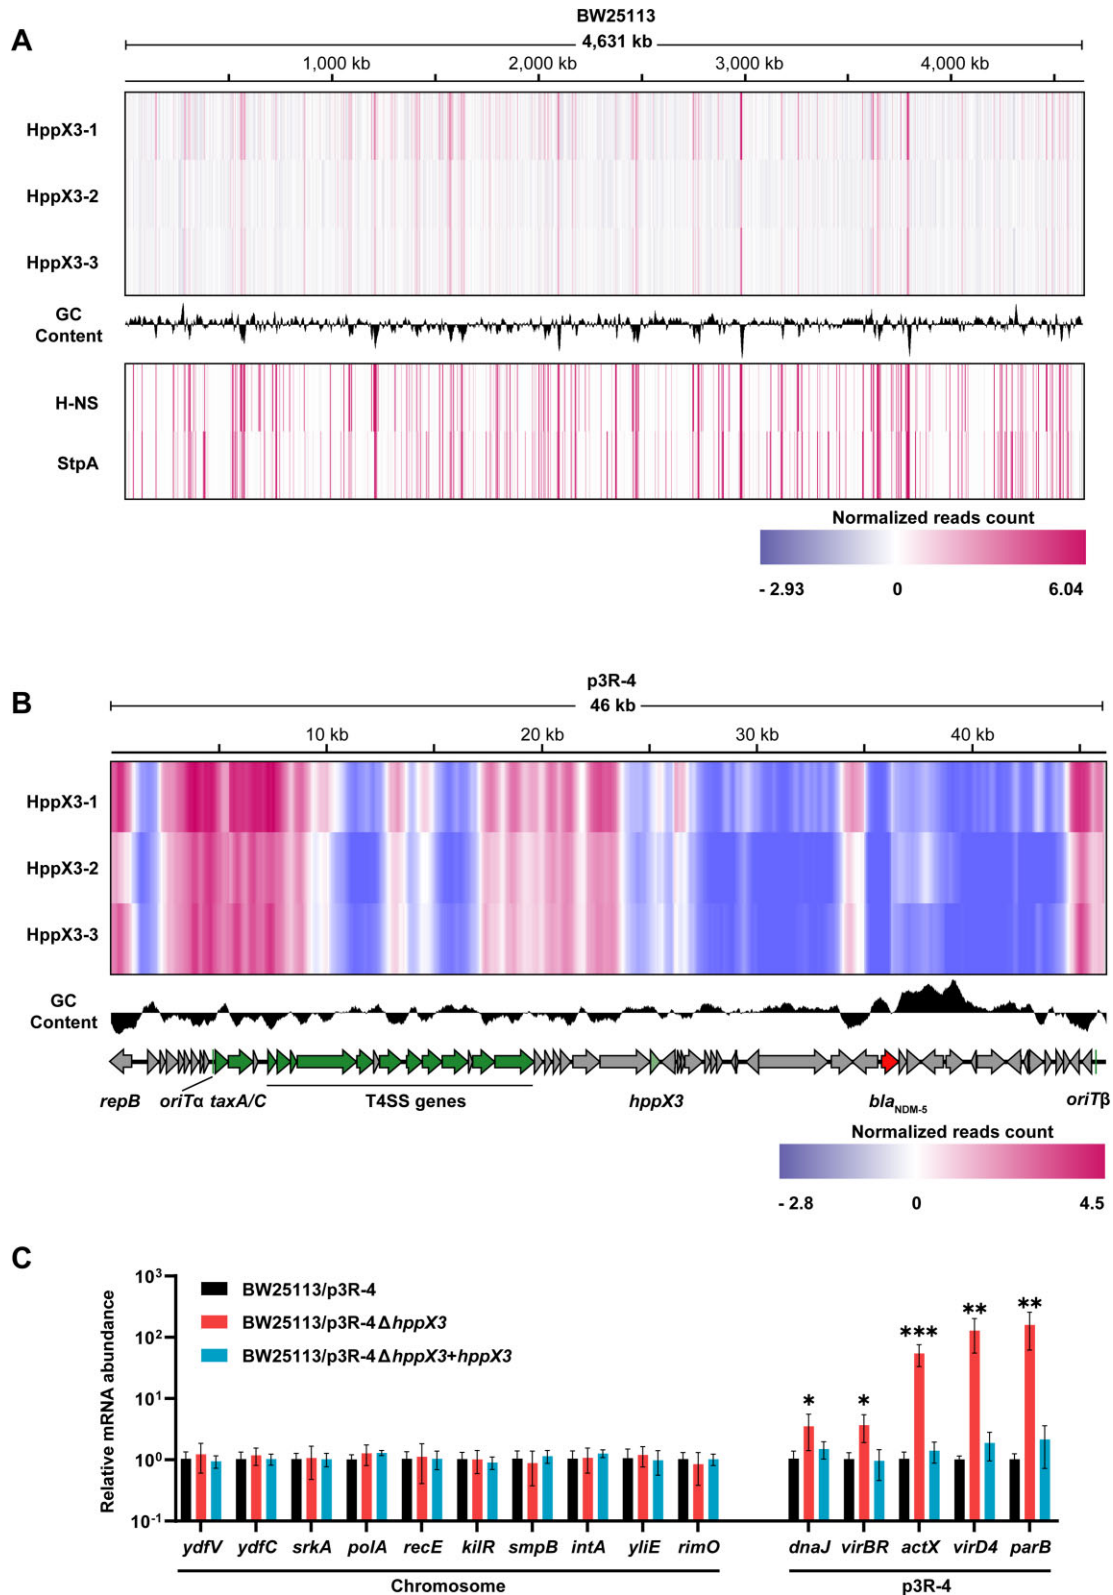 A
BW25113
4,631 kb
1,000 kb 2,000 kb 3,000 kb 4,000 kb
HppX3-1
HppX3-2
HppX3-3
GC
Content
H-NS
StpA
Normalized reads count
- 2.93 0 6.04
B
p3R-4
46 kb
10 kb 20 kb 30 kb 40 kb
HppX3-1
HppX3-2
HppX3-3
GC
Content
repB oriTα taxA/C T4SS genes hppX3 blaNDM-5 oriTβ
Normalized reads count
- 2.8 0 4.5
C
Relative mRNA abundance
10³
10²
10¹
10⁰
10⁻¹
BW25113/p3R-4
BW25113/p3R-4ΔhppX3
BW25113/p3R-4ΔhppX3+hppX3
* * *** ** **
ydfV ydfC srkA polA recE kilR smpB intA yliE rimO dnaJ virBR actX virD4 parB
Chromosome p3R-4